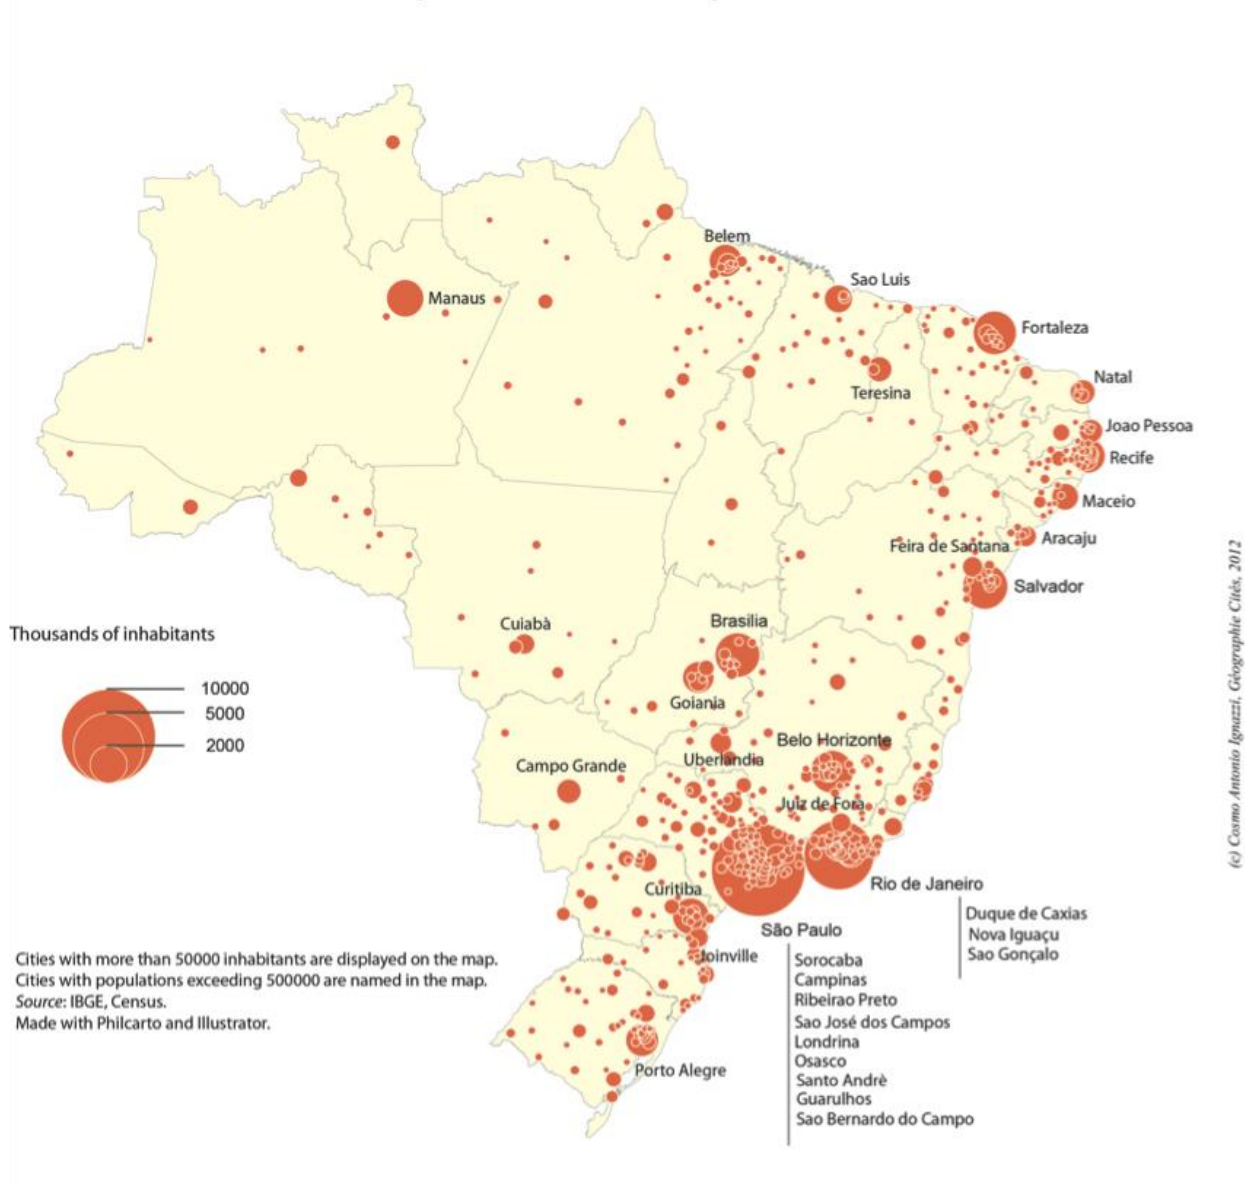 Belem
Sao Luis
Manaus
Fortaleza
Teresina
Natal
Joao Pessoa
Recife
Maceio
Feira de Santana
Aracaju
Salvador
Thousands of inhabitants
10000
5000
2000
Cuiabà
Brasilia
Goiania
Belo Horizonte
Uberlandia
Campo Grande
Juiz de Fora
Rio de Janeiro
Duque de Caxias
Nova Iguaçu
Sao Gonçalo
Curitiba
São Paulo
Joinville
Sorocaba
Campinas
Ribeirao Preto
Sao José dos Campos
Londrina
Osasco
Santo Andrè
Guarulhos
Sao Bernardo do Campo
Porto Alegre
Cities with more than 50000 inhabitants are displayed on the map.
Cities with populations exceeding 500000 are named in the map.
Source: IBGE, Census.
Made with Philcarto and Illustrator.
(c) Cosmo Antonio Ignazzi, Géographie Cités, 2012